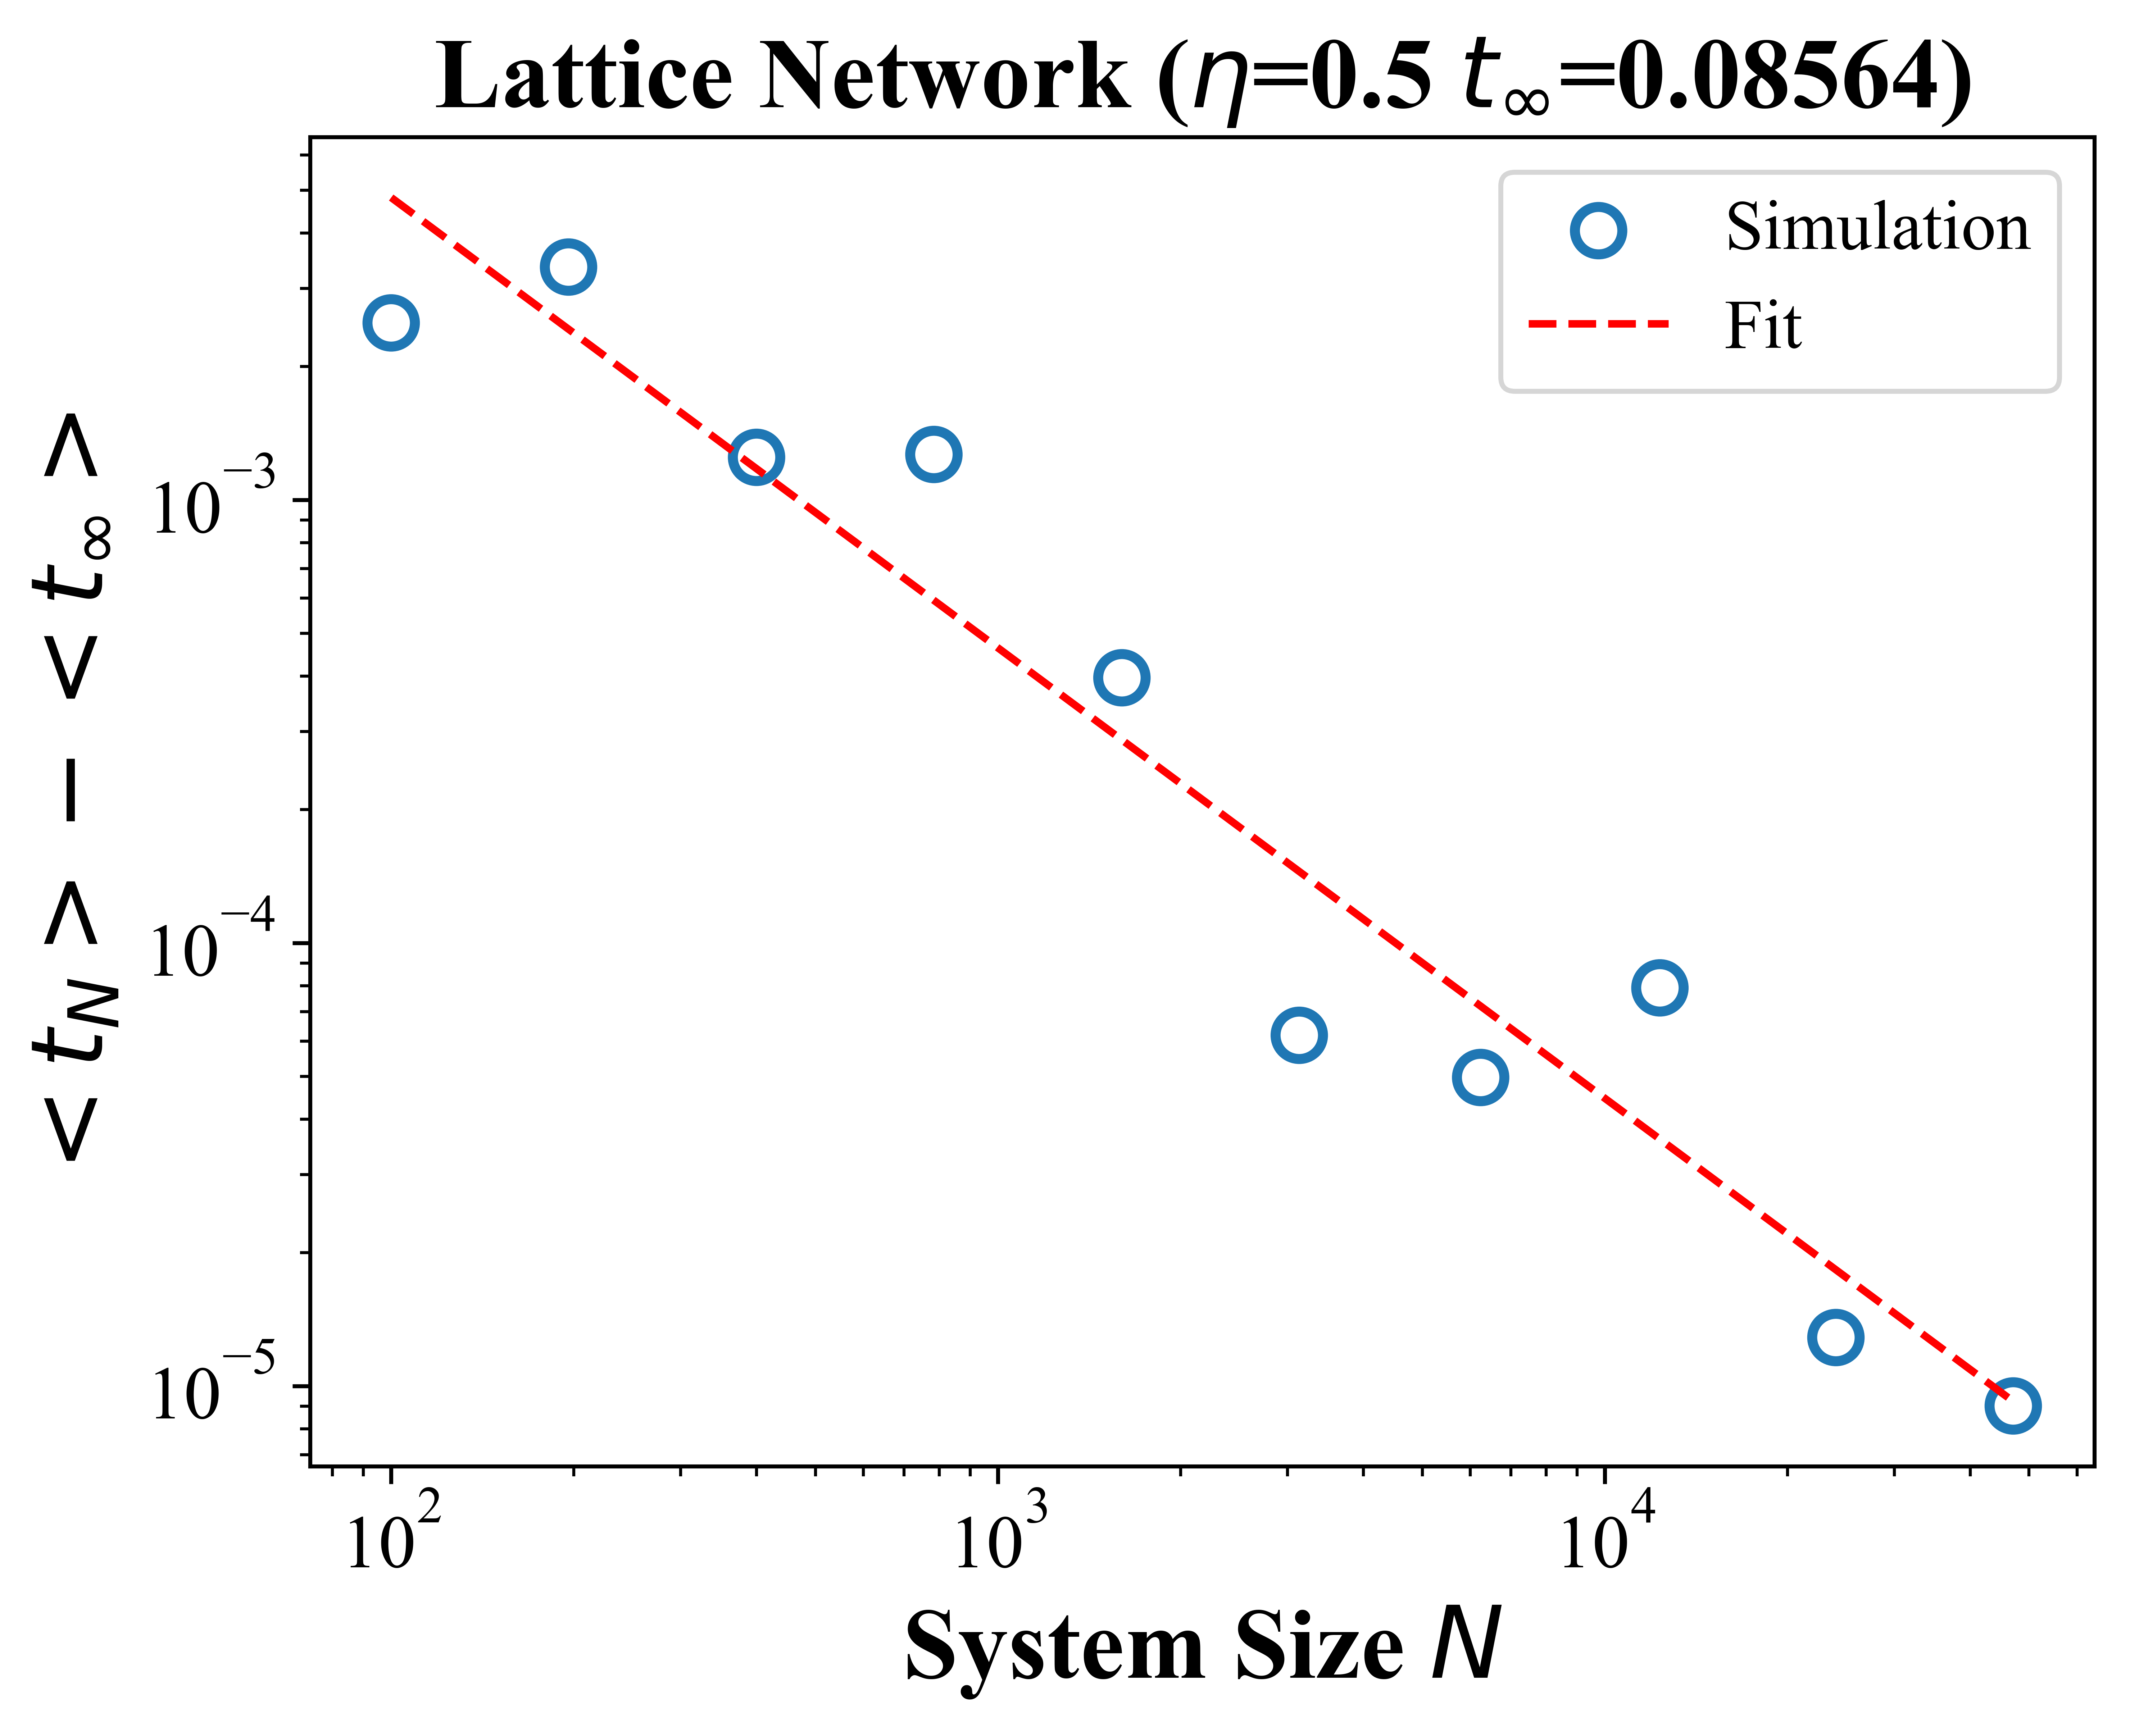 Lattice Network (η=0.5 t∞=0.08564)
Simulation
Fit
< tN > − < t∞ >
10−3
10−4
10−5
102
103
104
System Size N